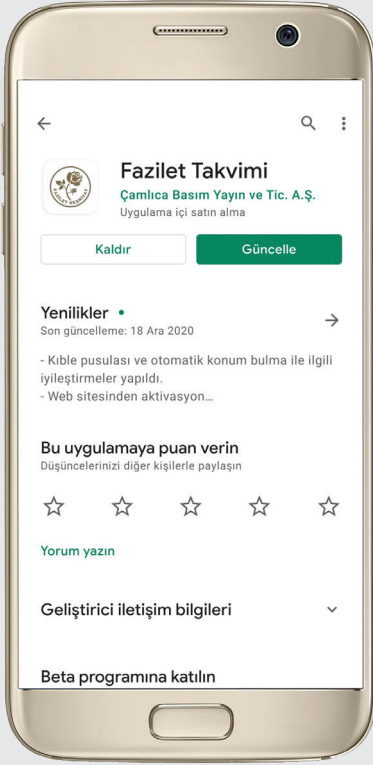 Fazilet Takvimi
Çamlıca Basım Yayın ve Tic. A.Ş.
Uygulama içi satın alma
Kaldır
Güncelle
Yenilikler
Son güncelleme: 18 Ara 2020
- Kıble pusulası ve otomatik konum bulma ile ilgili
iyileştirmeler yapıldı.
- Web sitesinden aktivasyon...
Bu uygulamaya puan verin
Düşüncelerinizi diğer kişilerle paylaşın
Yorum yazın
Geliştirici iletişim bilgileri
Beta programına katılın